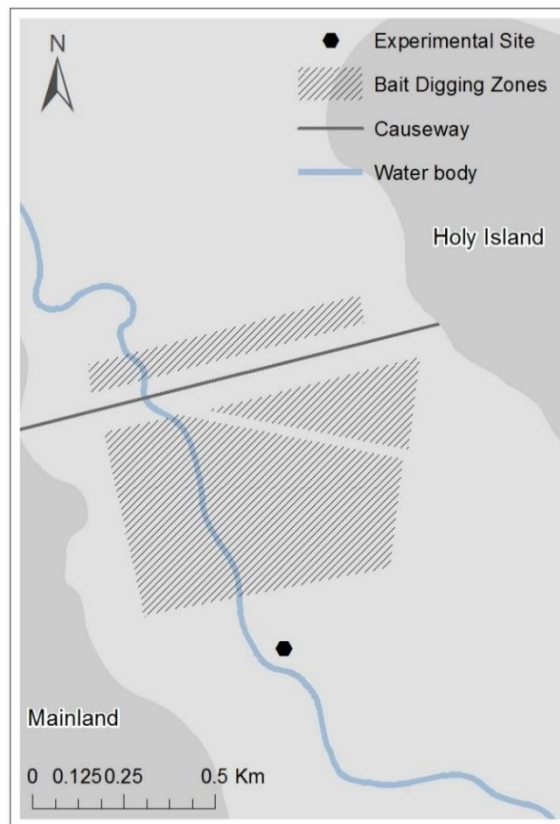 N
Experimental Site
Bait Digging Zones
Causeway
Water body
Holy Island
Mainland
0 0.125 0.25 0.5 Km